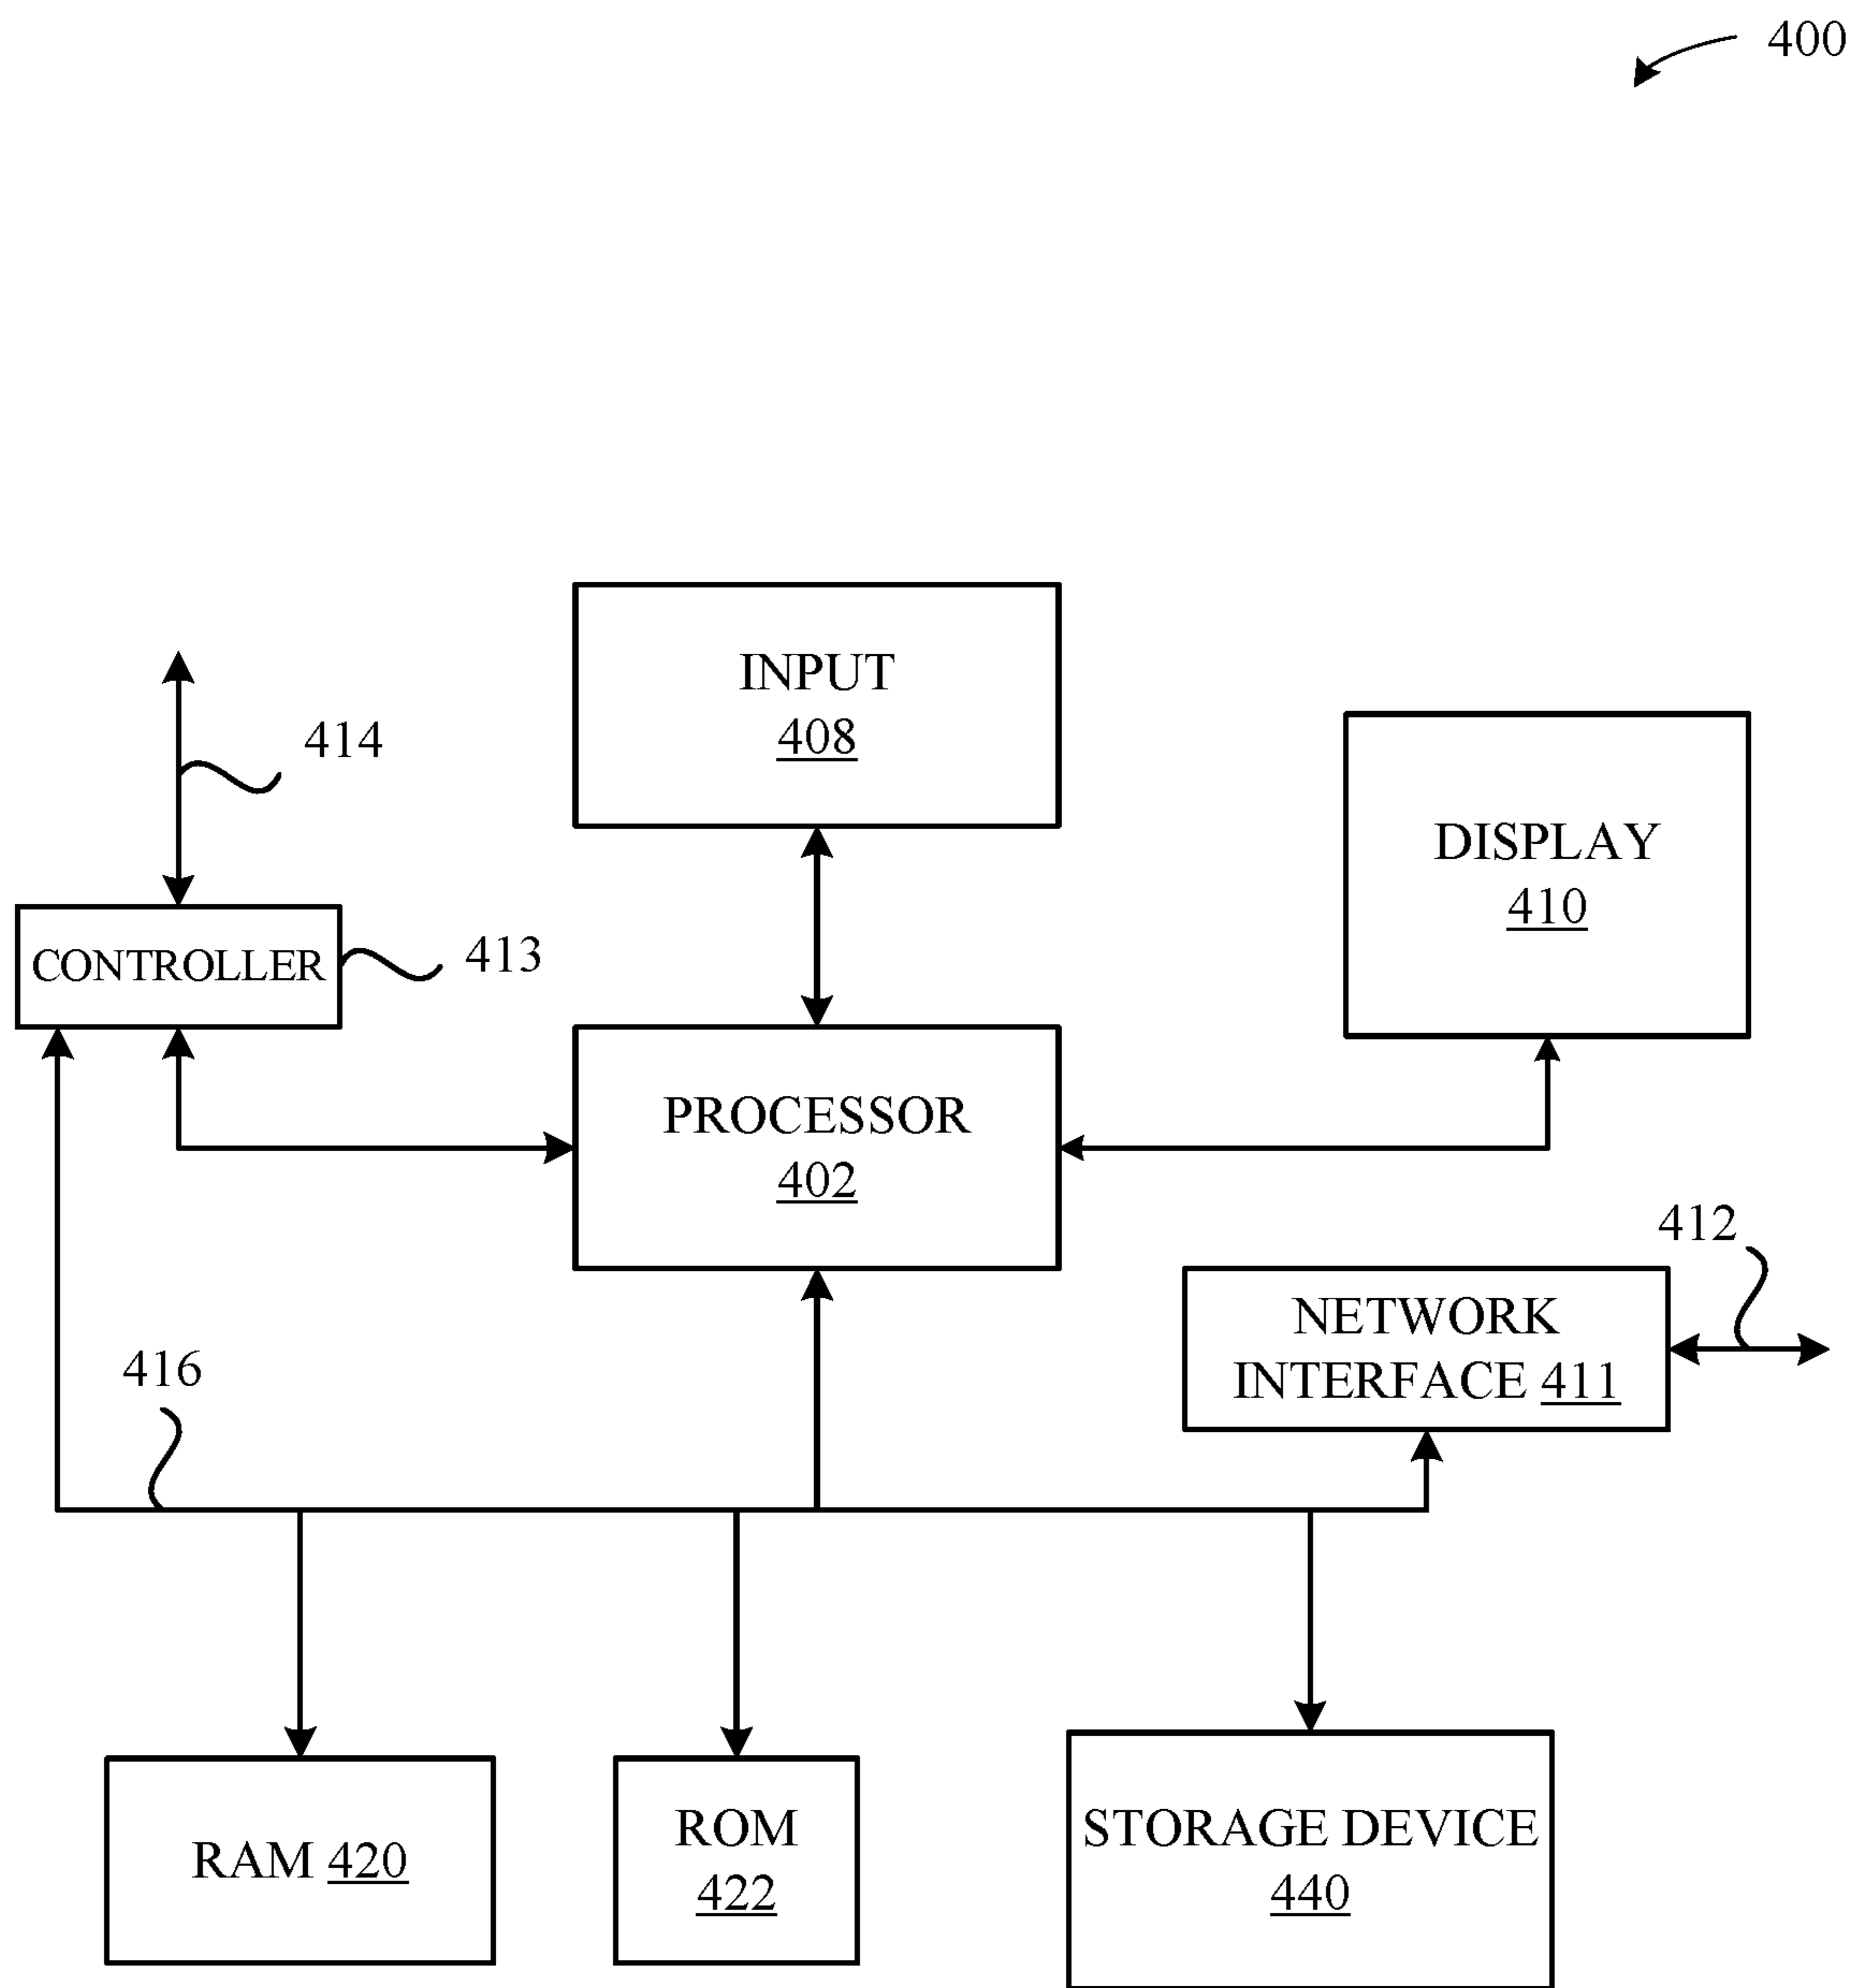 400
INPUT
408
414
DISPLAY
410
CONTROLLER
413
PROCESSOR
402
412
NETWORK
INTERFACE 411
416
RAM 420
ROM
422
STORAGE DEVICE
440